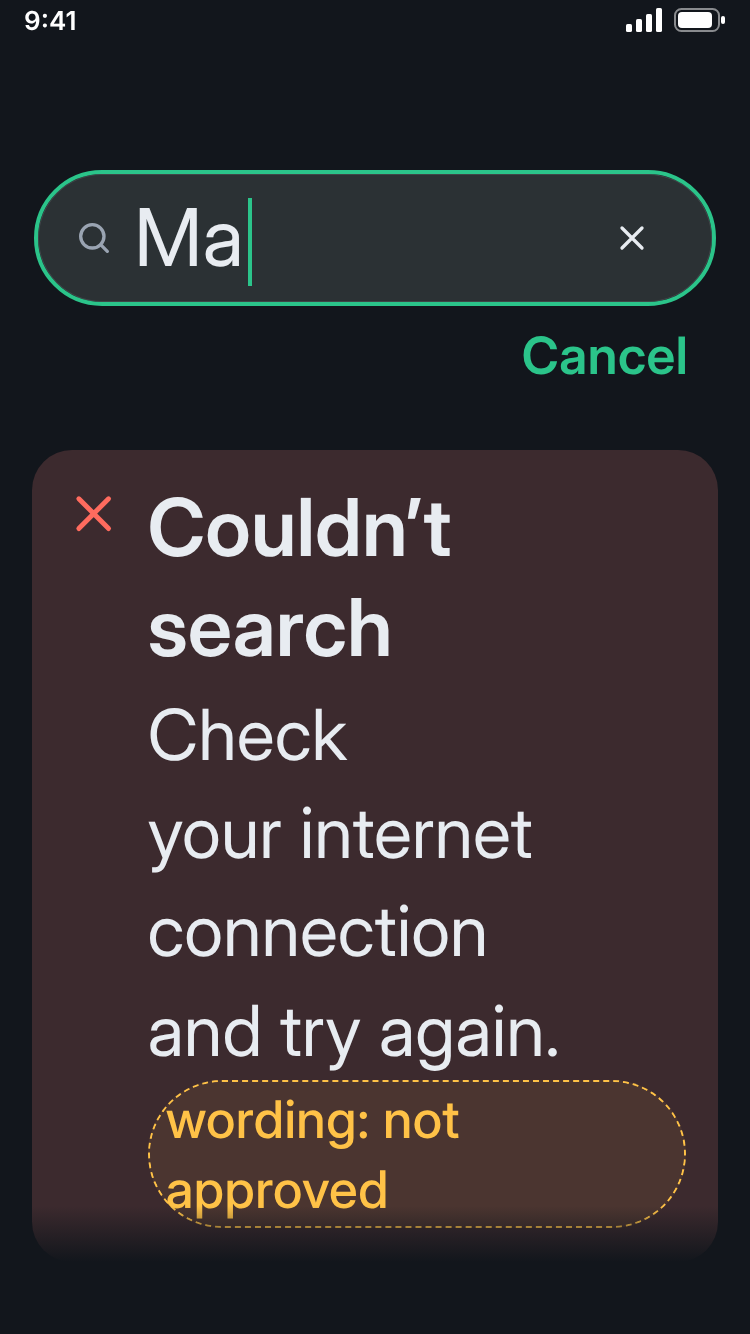 9:41
Ma
Cancel
Couldn’t
search
Check
your internet
connection
and try again.
wording: not
approved